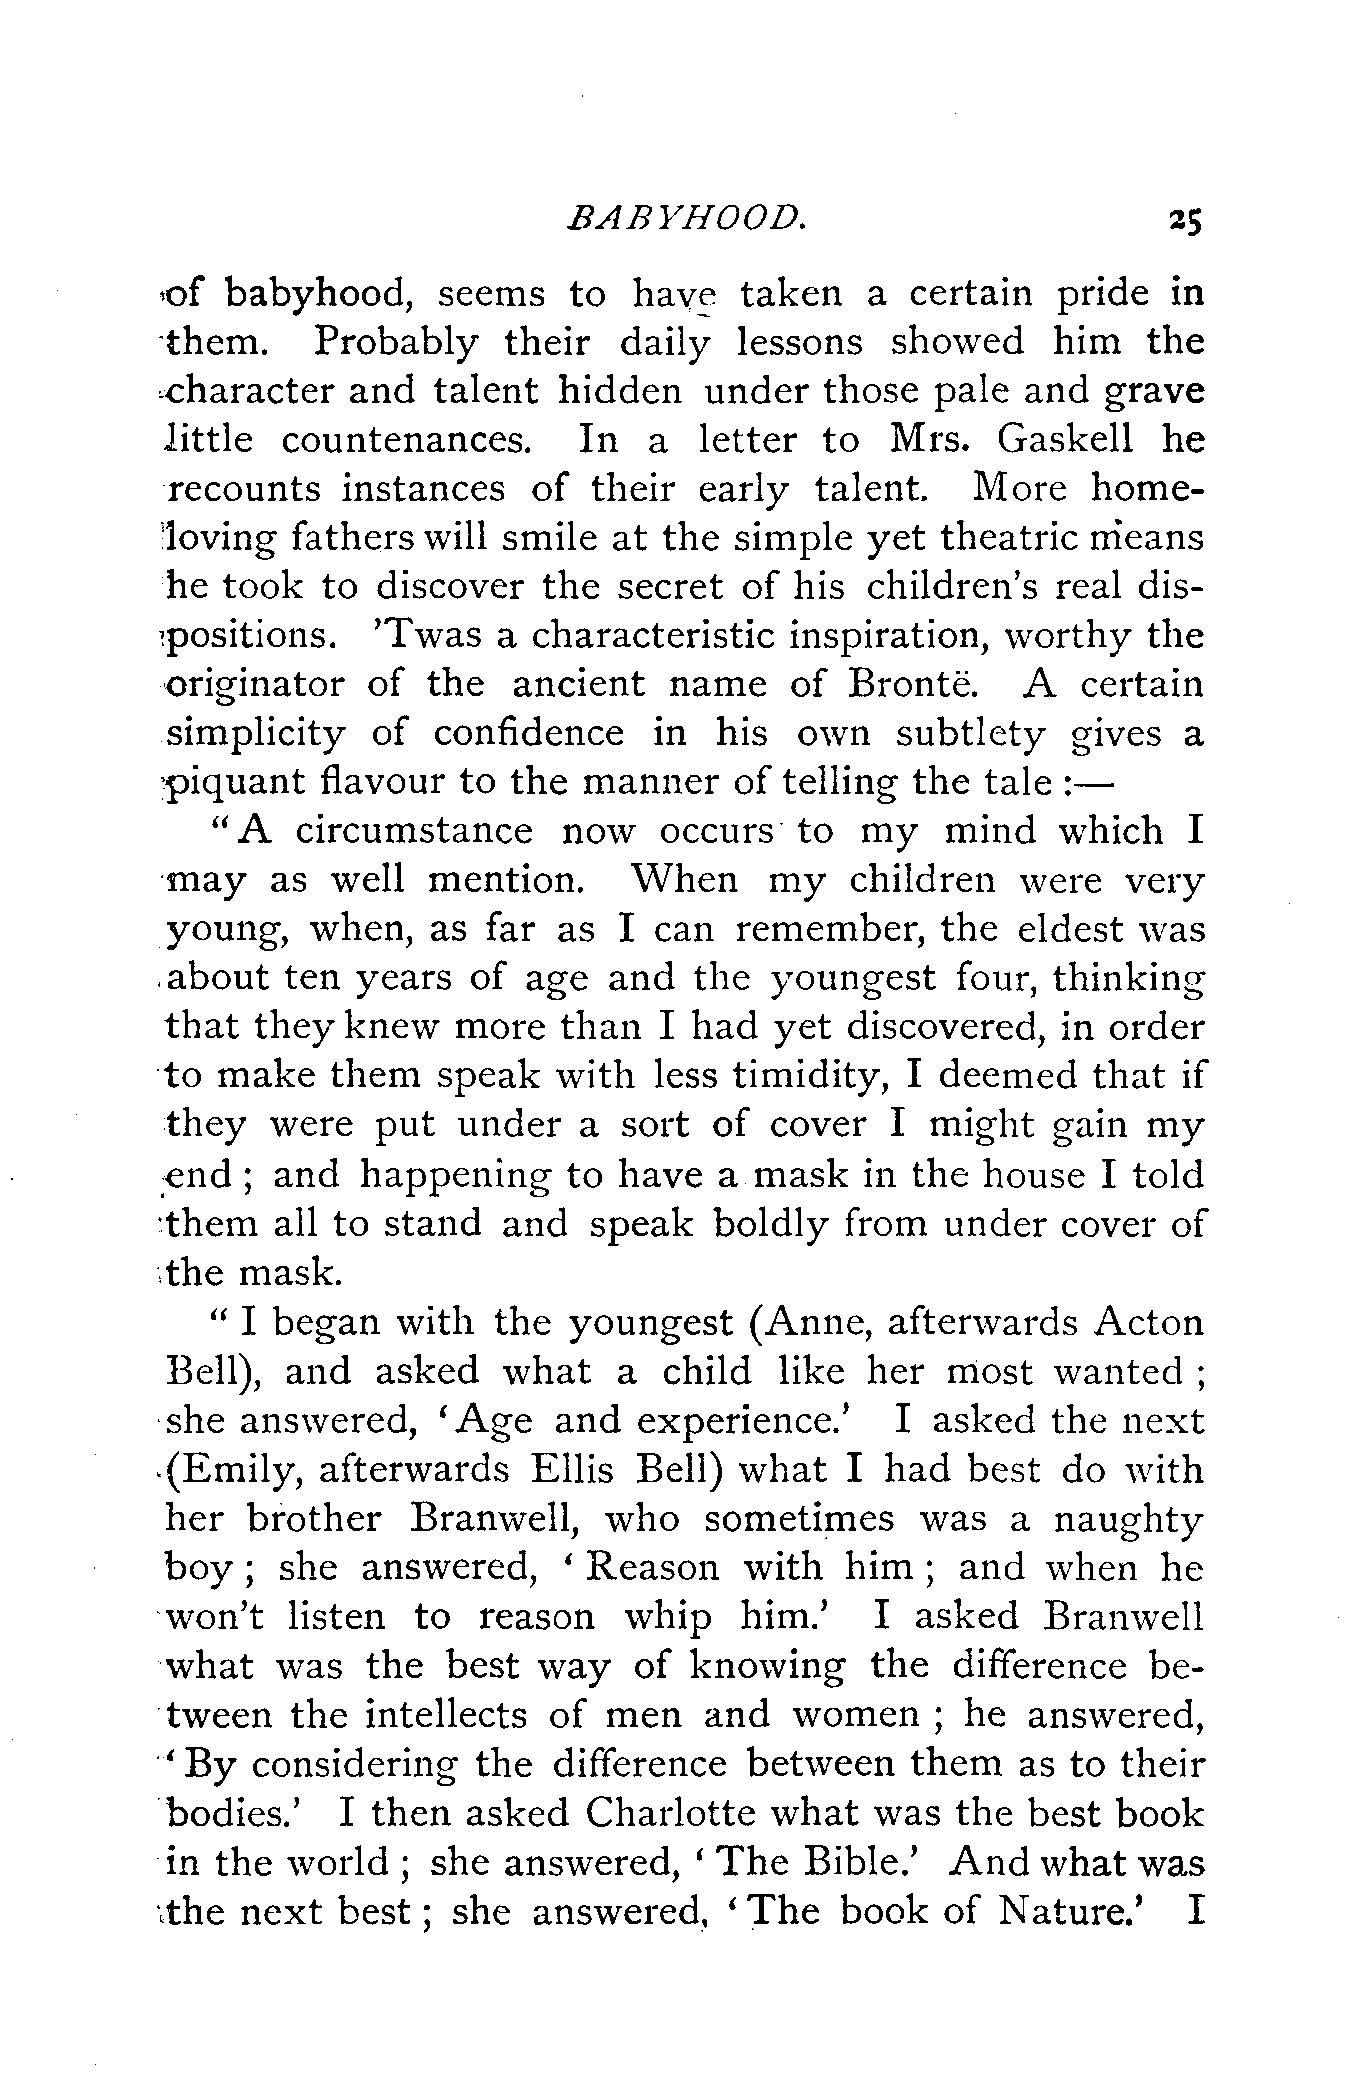 BABYHOOD. 25
of babyhood, seems to have taken a certain pride in
them. Probably their daily lessons showed him the
character and talent hidden under those pale and grave
little countenances. In a letter to Mrs. Gaskell he
recounts instances of their early talent. More home-
loving fathers will smile at the simple yet theatric means
he took to discover the secret of his children's real dis-
positions. 'Twas a characteristic inspiration, worthy the
originator of the ancient name of Brontë. A certain
simplicity of confidence in his own subtlety gives a
piquant flavour to the manner of telling the tale :—
"A circumstance now occurs to my mind which I
may as well mention. When my children were very
young, when, as far as I can remember, the eldest was
about ten years of age and the youngest four, thinking
that they knew more than I had yet discovered, in order
to make them speak with less timidity, I deemed that if
they were put under a sort of cover I might gain my
end ; and happening to have a mask in the house I told
them all to stand and speak boldly from under cover of
the mask.
"I began with the youngest (Anne, afterwards Acton
Bell), and asked what a child like her most wanted ;
she answered, 'Age and experience.' I asked the next
(Emily, afterwards Ellis Bell) what I had best do with
her brother Branwell, who sometimes was a naughty
boy ; she answered, 'Reason with him ; and when he
won't listen to reason whip him.' I asked Branwell
what was the best way of knowing the difference be-
tween the intellects of men and women ; he answered,
'By considering the difference between them as to their
bodies.' I then asked Charlotte what was the best book
in the world ; she answered, 'The Bible.' And what was
the next best ; she answered, 'The book of Nature.' I